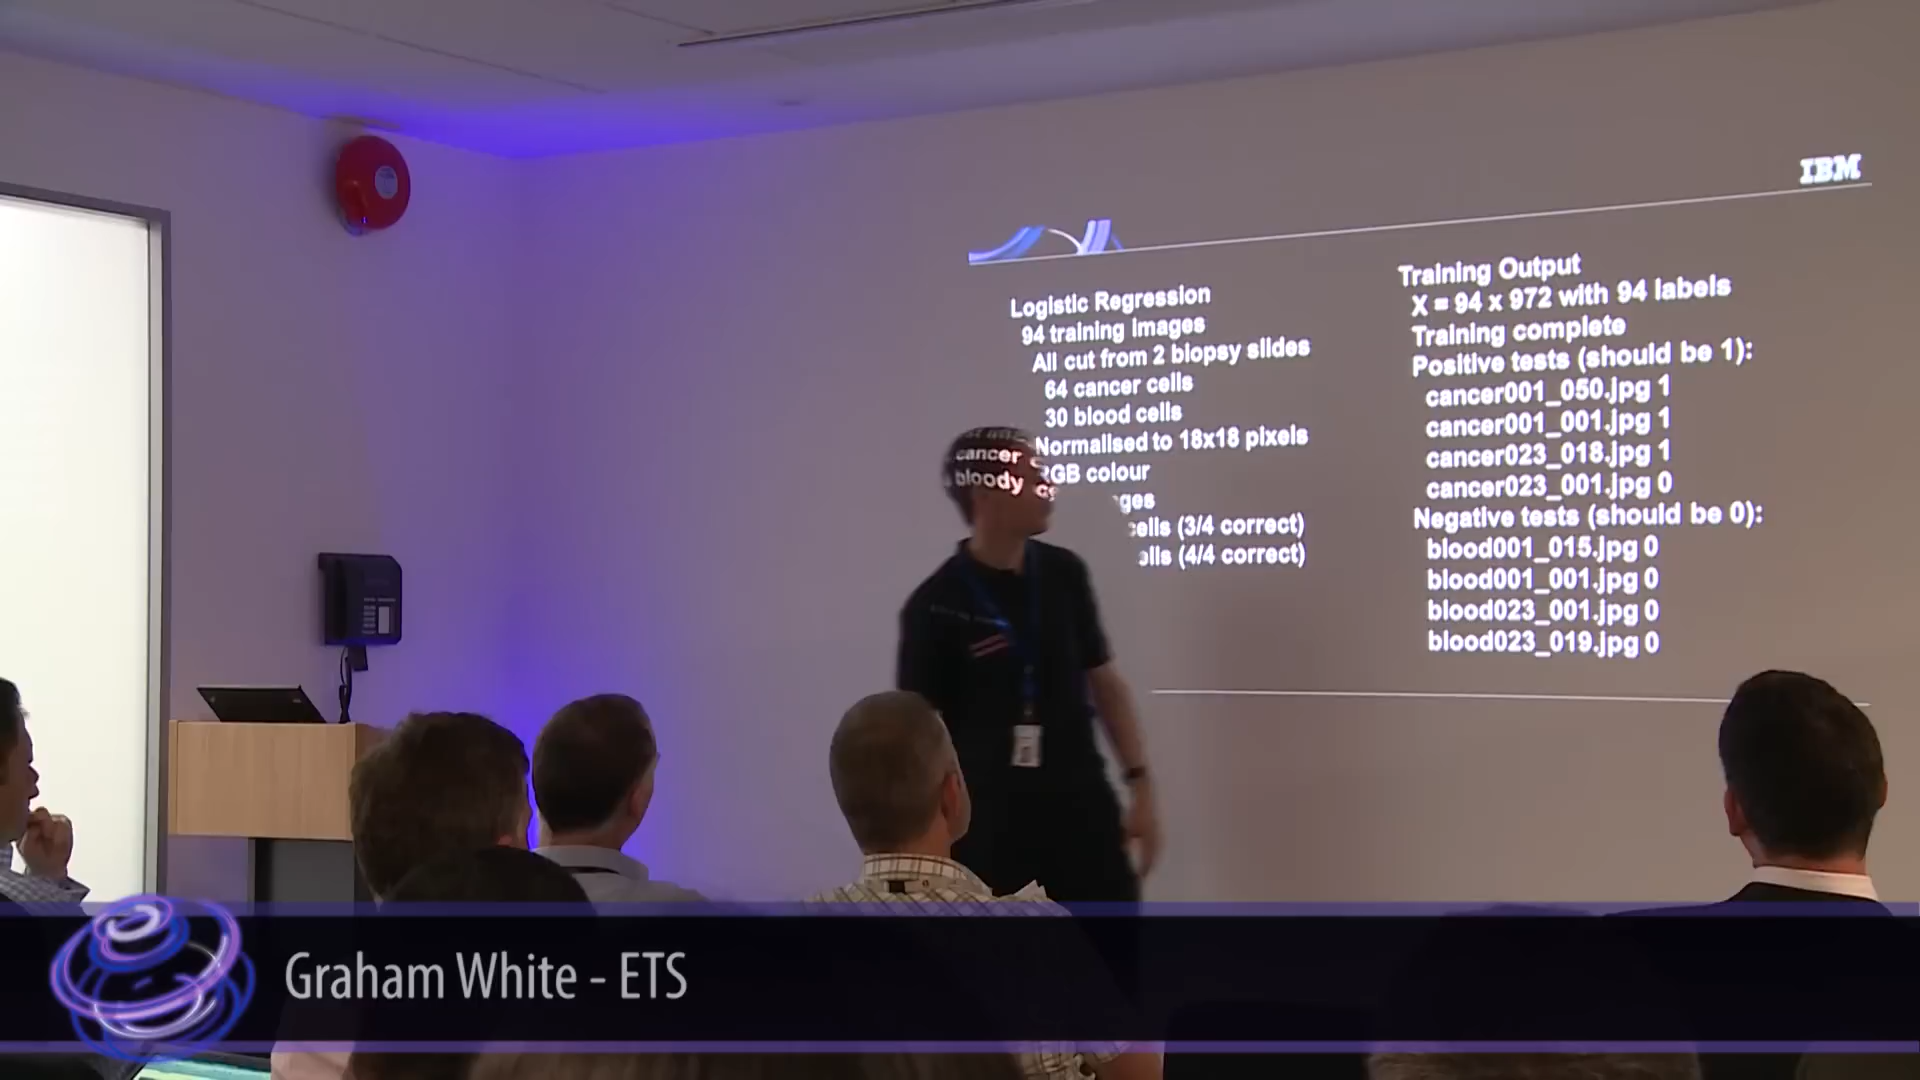 IBM
Logistic Regression
94 training images
All cut from 2 biopsy slides
64 cancer cells
30 blood cells
Normalised to 18x18 pixels
RGB colour
cancer
cells (3/4 correct)
bloody
(4/4 correct)
Training Output
X = 94 x 972 with 94 labels
Training complete
Positive tests (should be 1):
cancer001_050.jpg 1
cancer001_001.jpg 1
cancer023_018.jpg 1
cancer023_001.jpg 0
Negative tests (should be 0):
blood001_015.jpg 0
blood001_001.jpg 0
blood023_001.jpg 0
blood023_019.jpg 0
Graham White - ETS